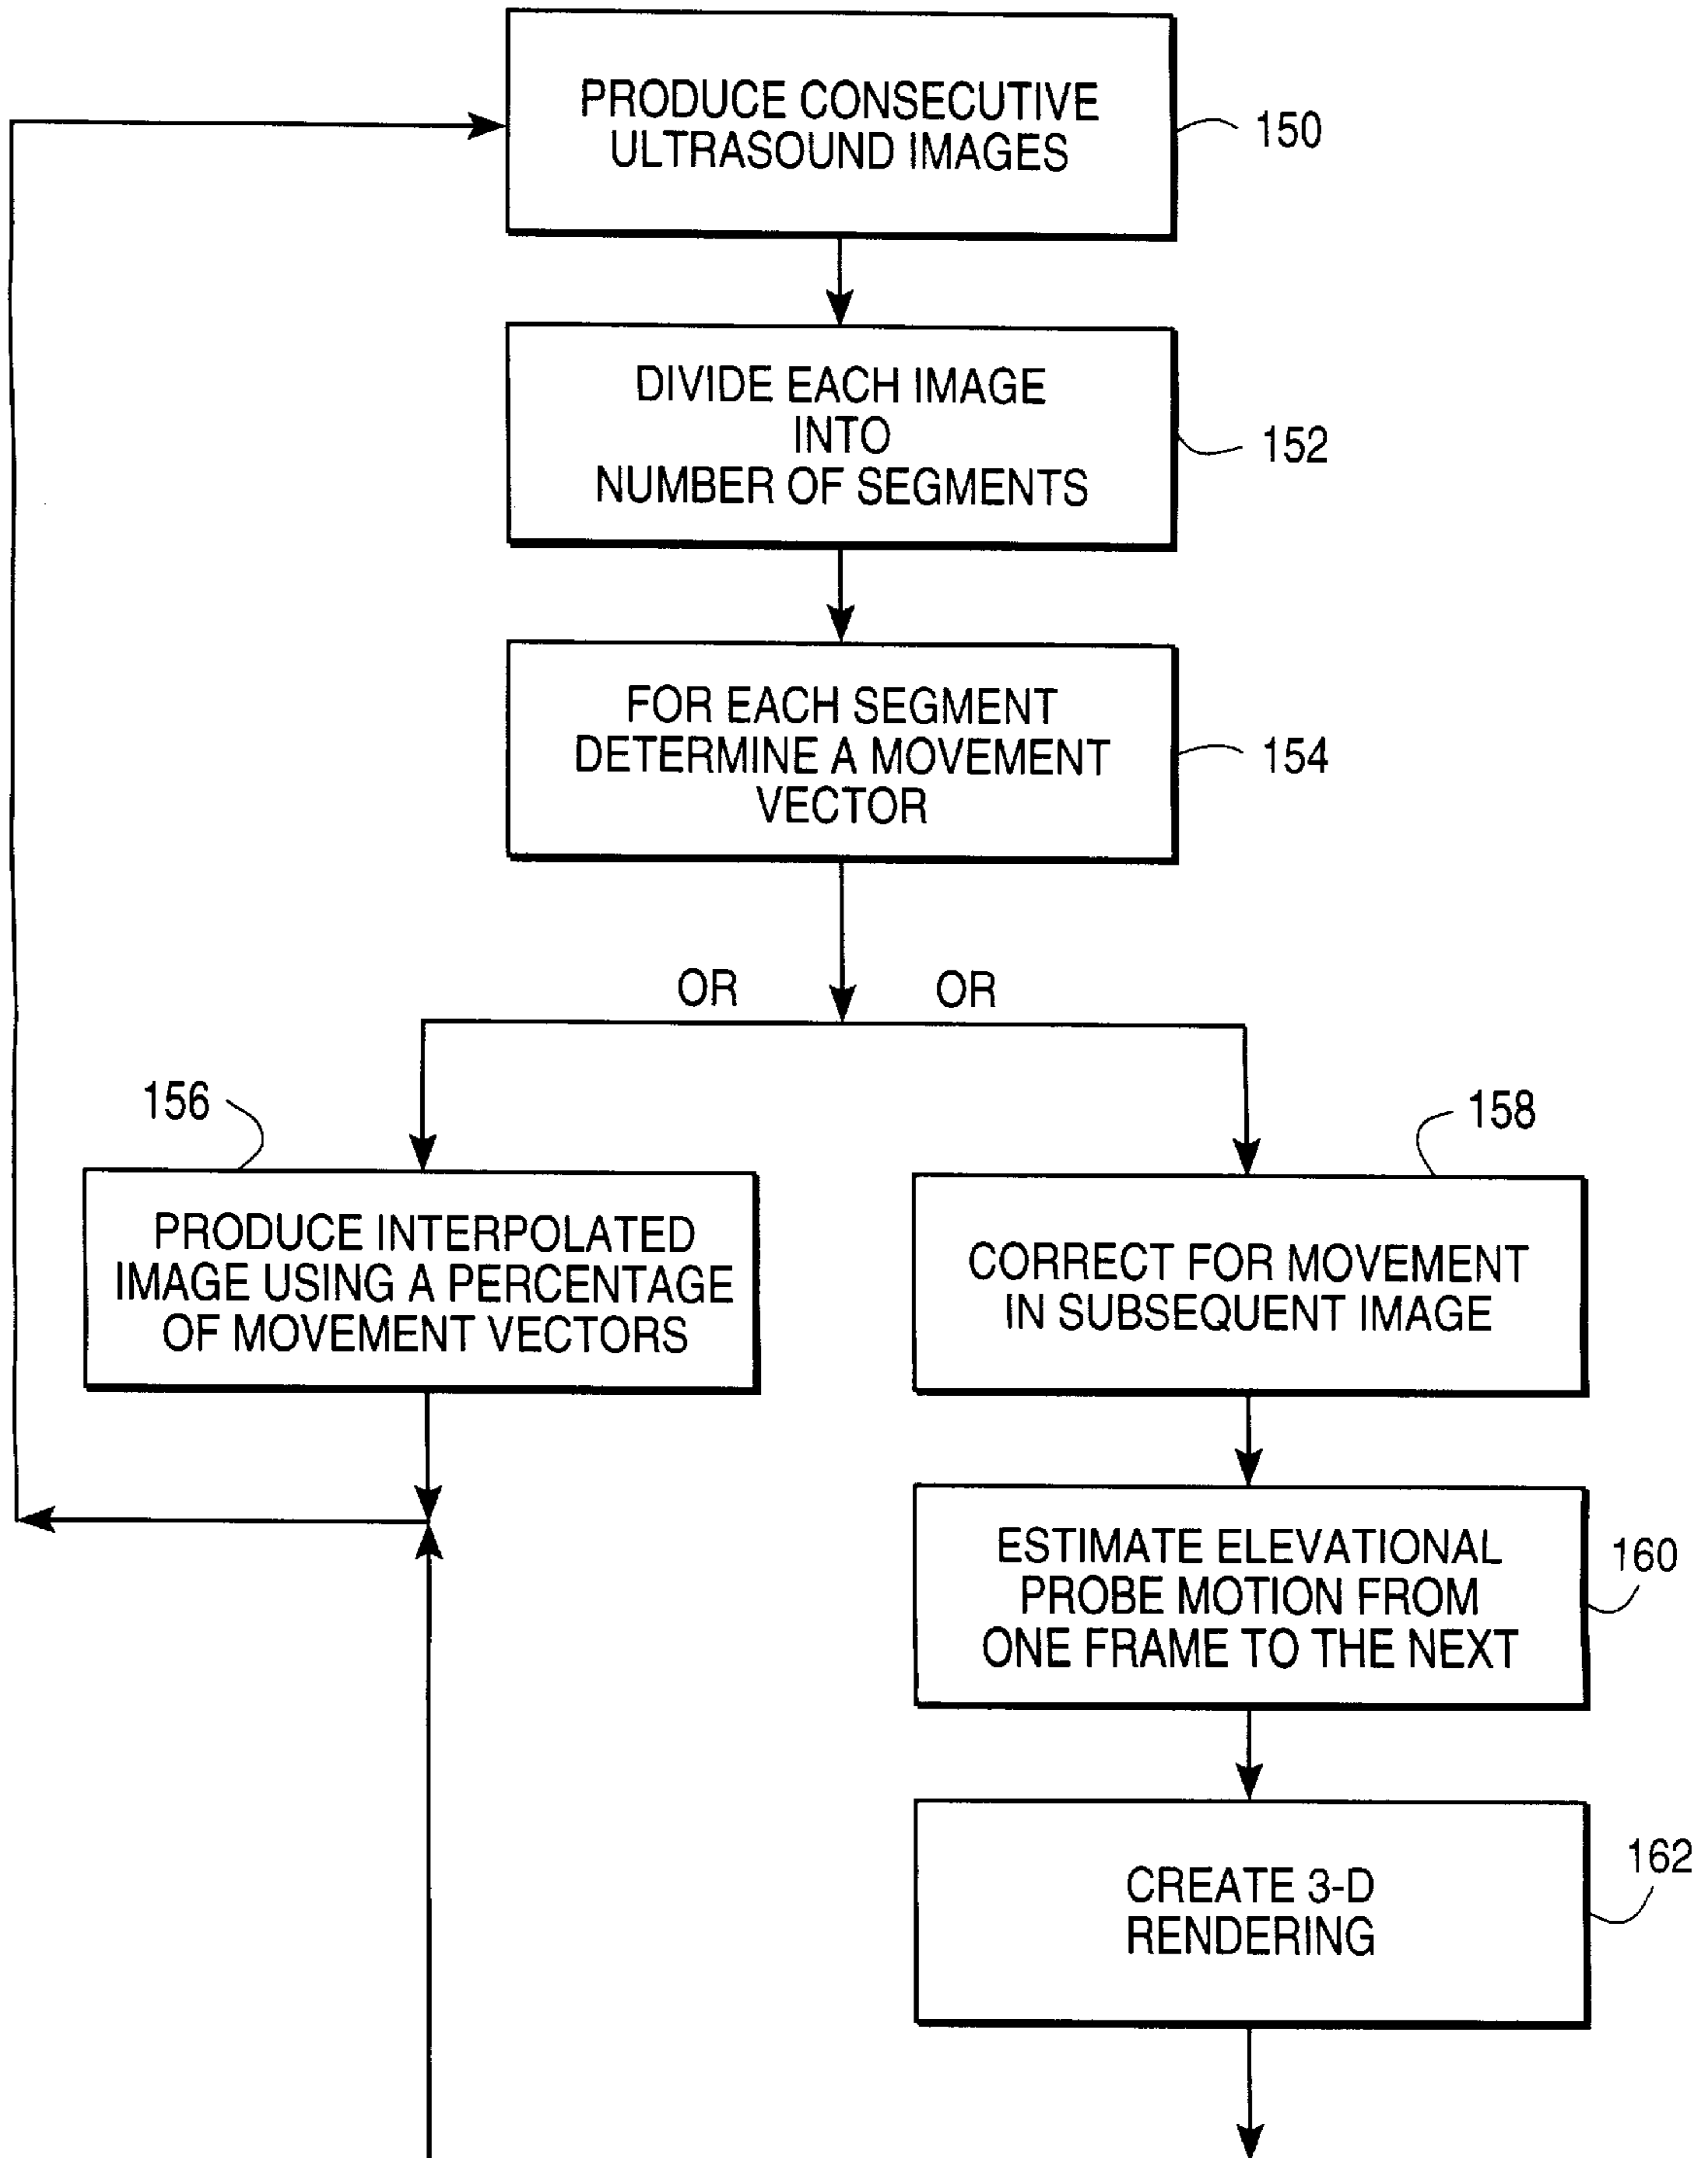 PRODUCE CONSECUTIVE
ULTRASOUND IMAGES
150
DIVIDE EACH IMAGE
INTO
NUMBER OF SEGMENTS
152
FOR EACH SEGMENT
DETERMINE A MOVEMENT
VECTOR
154
OR
OR
156
PRODUCE INTERPOLATED
IMAGE USING A PERCENTAGE
OF MOVEMENT VECTORS
158
CORRECT FOR MOVEMENT
IN SUBSEQUENT IMAGE
ESTIMATE ELEVATIONAL
PROBE MOTION FROM
ONE FRAME TO THE NEXT
160
CREATE 3-D
RENDERING
162